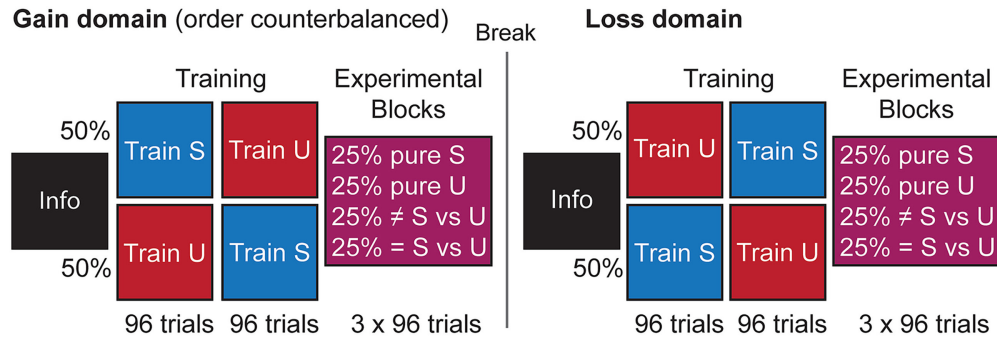 Gain domain (order counterbalanced)
Break
Loss domain
Training
Experimental
Blocks
50%
Info
50%
Train S
Train U
Train U
Train S
25% pure S
25% pure U
25% ≠ S vs U
25% = S vs U
96 trials
96 trials
3 x 96 trials
Training
Experimental
Blocks
50%
Info
50%
Train U
Train S
Train S
Train U
25% pure S
25% pure U
25% ≠ S vs U
25% = S vs U
96 trials
96 trials
3 x 96 trials